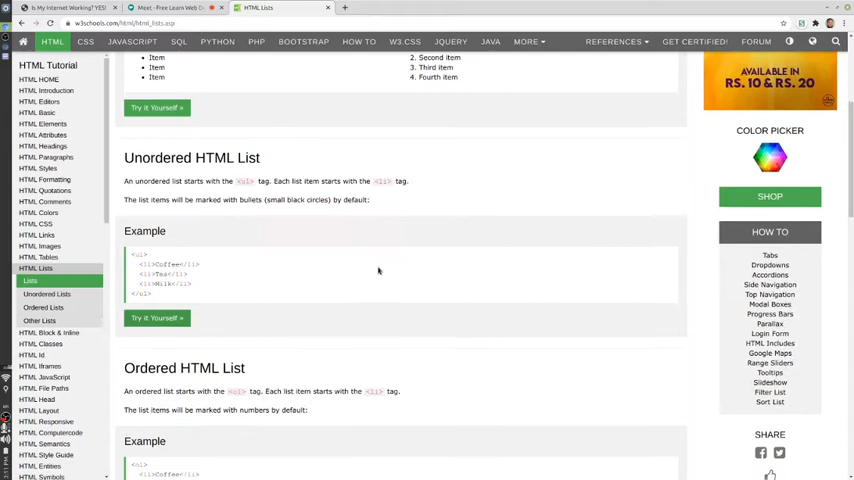 Is My Internet Working? YES!
Meet - Free Learn Web D
HTML Lists
w3schools.com/html/html_lists.asp
HTML CSS JAVASCRIPT SQL PYTHON PHP BOOTSTRAP HOW TO W3.CSS JQUERY JAVA MORE REFERENCES GET CERTIFIED! FORUM
HTML Tutorial
HTML HOME
HTML Introduction
HTML Editors
HTML Basic
HTML Elements
HTML Attributes
HTML Headings
HTML Paragraphs
HTML Styles
HTML Formatting
HTML Quotations
HTML Comments
HTML Colors
HTML CSS
HTML Links
HTML Images
HTML Tables
HTML Lists
Lists
Unordered Lists
Ordered Lists
Other Lists
HTML Block & Inline
HTML Classes
HTML Id
HTML Iframes
HTML JavaScript
HTML File Paths
HTML Head
HTML Layout
HTML Responsive
HTML Computercode
HTML Semantics
HTML Style Guide
HTML Entities
HTML Symbols
• Item
• Item
• Item
2. Second item
3. Third item
4. Fourth item
Try it Yourself »
Unordered HTML List
An unordered list starts with the <ul> tag. Each list item starts with the <li> tag.
The list items will be marked with bullets (small black circles) by default:
Example
<ul>
<li>Coffee</li>
<li>Tea</li>
<li>Milk</li>
</ul>
Try it Yourself »
Ordered HTML List
An ordered list starts with the <ol> tag. Each list item starts with the <li> tag.
The list items will be marked with numbers by default:
Example
<ol>
<li>Coffee</li>
AVAILABLE IN
RS. 10 & RS. 20
COLOR PICKER
SHOP
HOW TO
Tabs
Dropdowns
Accordions
Side Navigation
Top Navigation
Modal Boxes
Progress Bars
Parallax
Login Form
HTML Includes
Google Maps
Range Sliders
Tooltips
Slideshow
Filter List
Sort List
SHARE